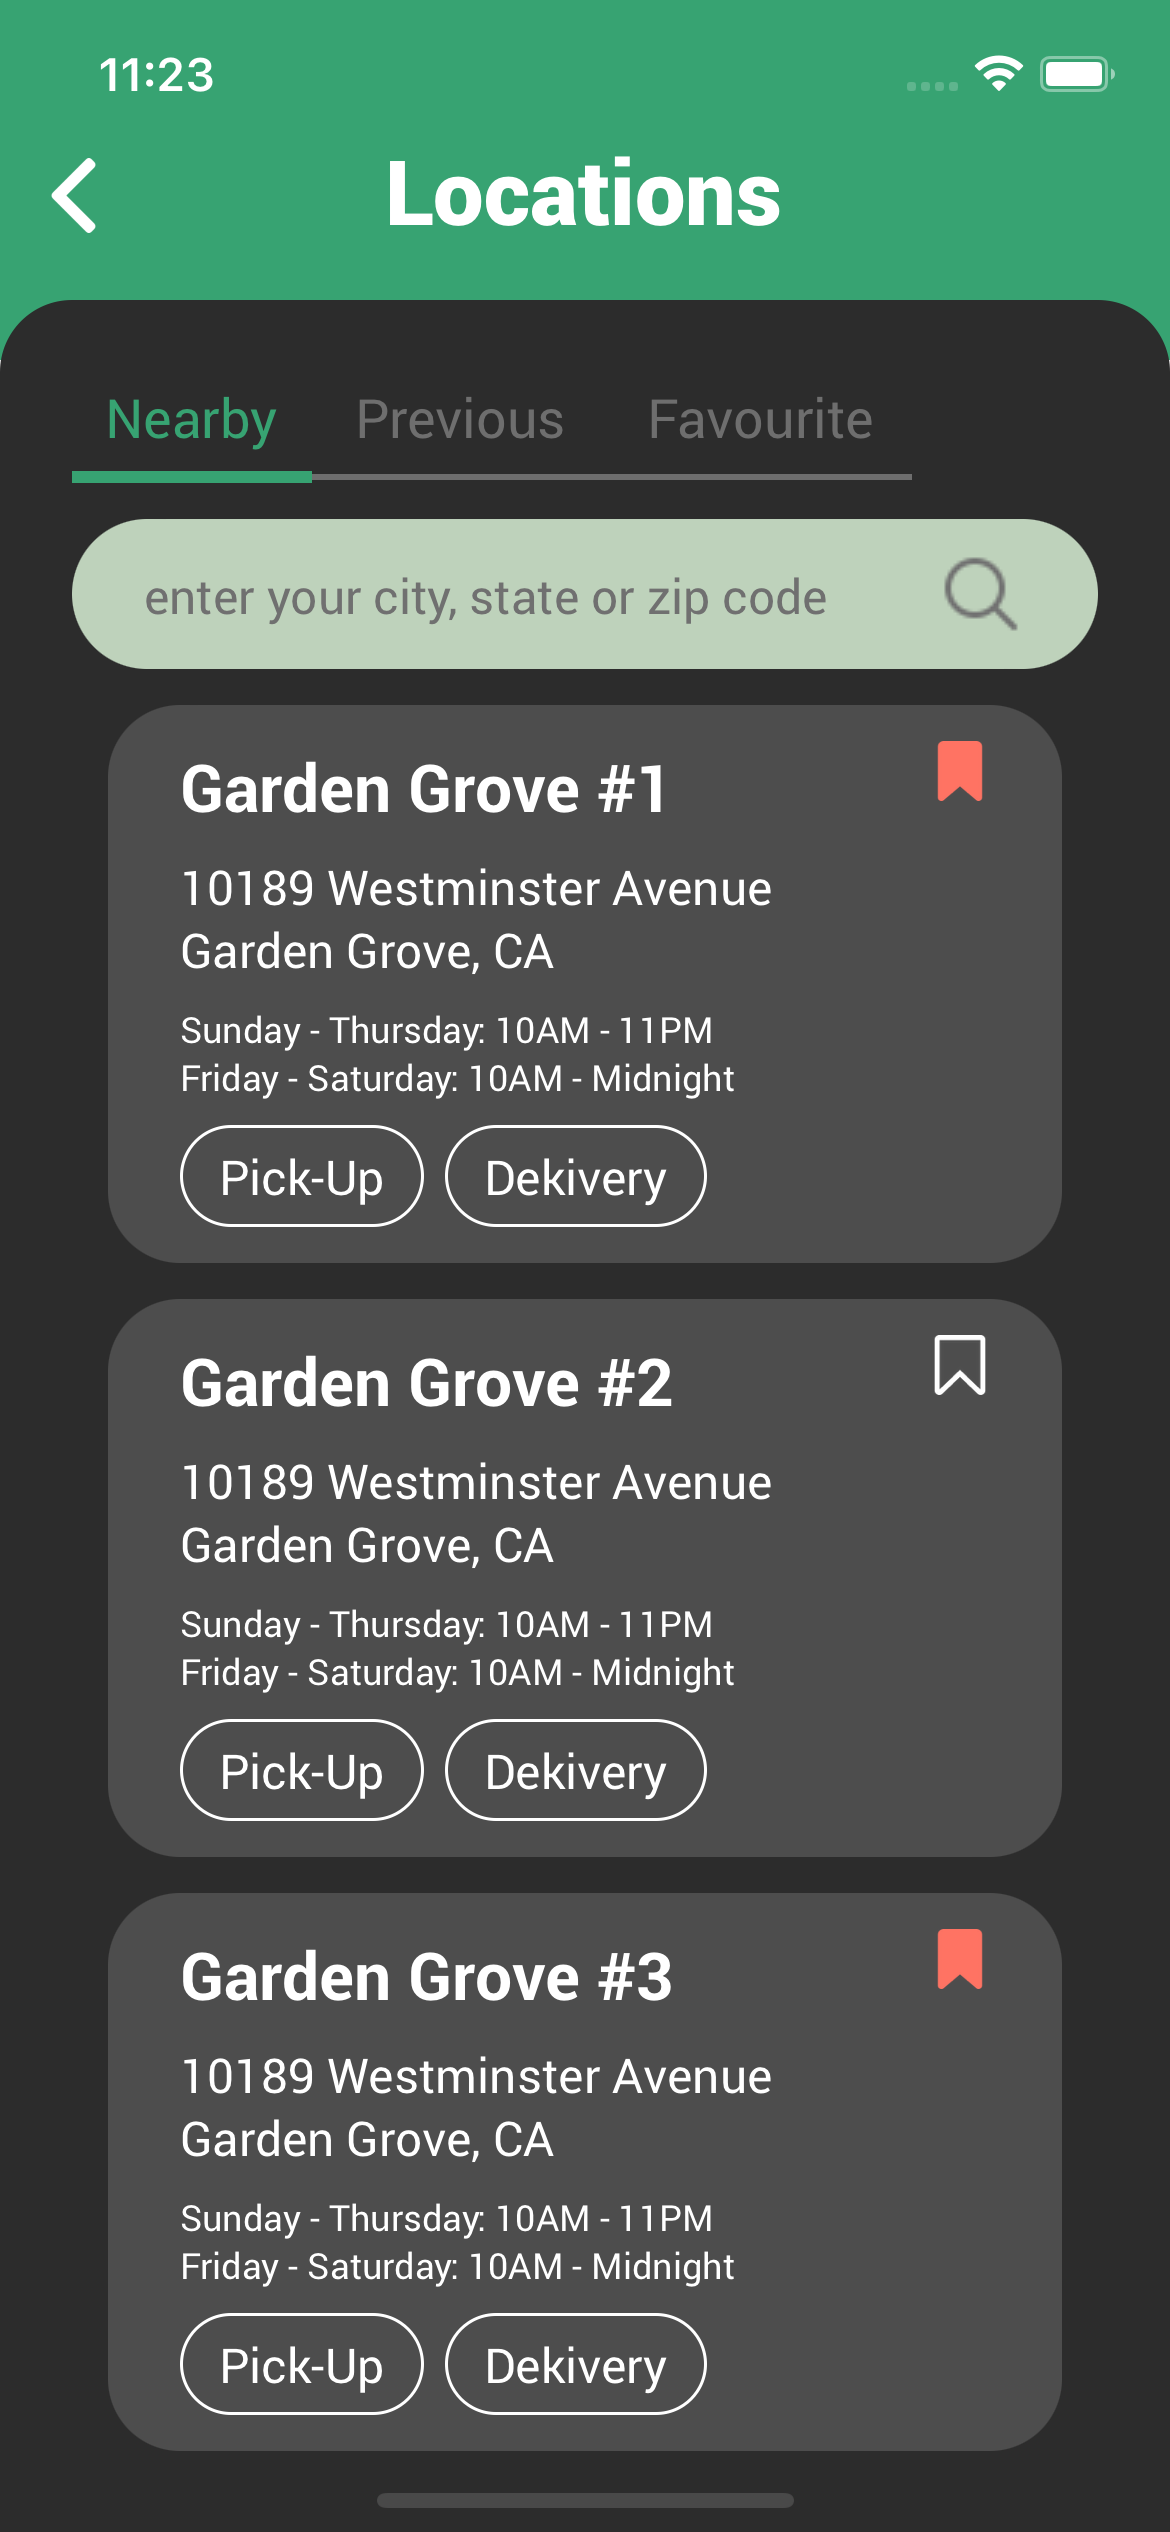 11:23
Locations
Nearby Previous Favourite
enter your city, state or zip code
Garden Grove #1
10189 Westminster Avenue
Garden Grove, CA
Sunday - Thursday: 10AM - 11PM
Friday - Saturday: 10AM - Midnight
Pick-Up Dekivery
Garden Grove #2
10189 Westminster Avenue
Garden Grove, CA
Sunday - Thursday: 10AM - 11PM
Friday - Saturday: 10AM - Midnight
Pick-Up Dekivery
Garden Grove #3
10189 Westminster Avenue
Garden Grove, CA
Sunday - Thursday: 10AM - 11PM
Friday - Saturday: 10AM - Midnight
Pick-Up Dekivery